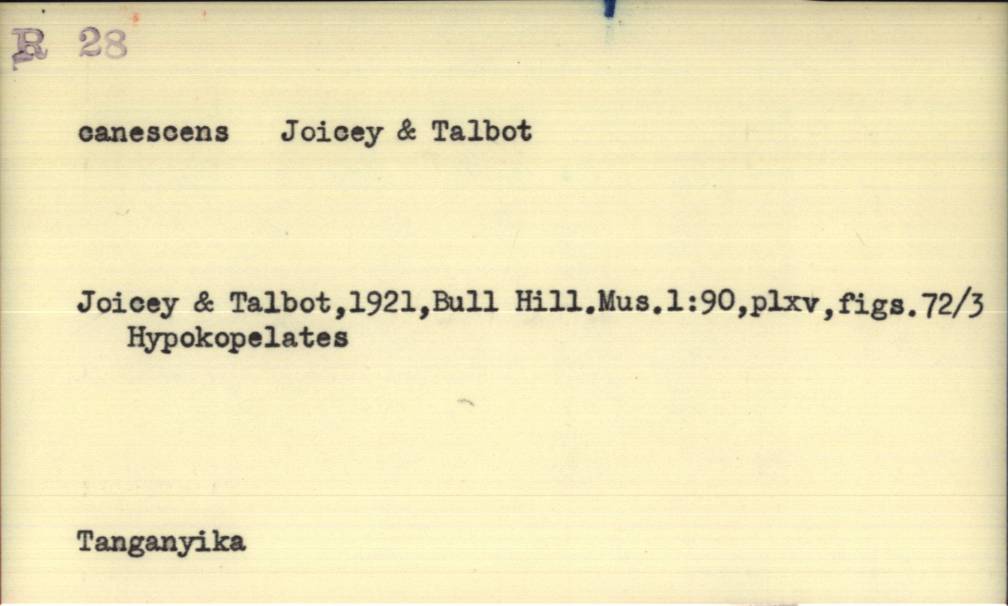 R 28
canescens Joicey & Talbot
Joicey & Talbot,1921,Bull Hill.Mus.1:90,plxv,figs.72/3
Hypokopelates
Tanganyika